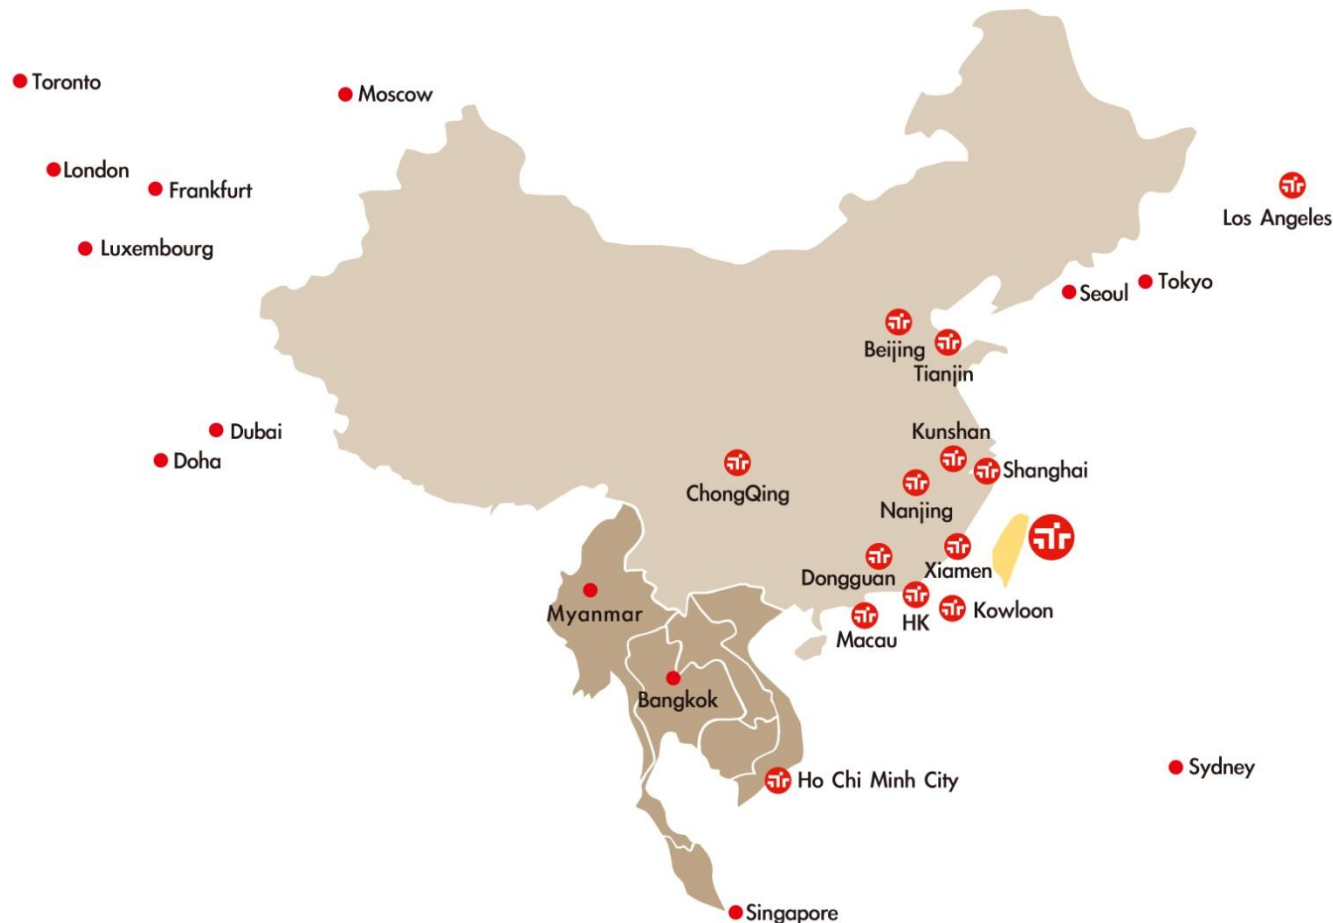 Toronto
Moscow
London
Frankfurt
Los Angeles
Luxembourg
Tokyo
Seoul
Beijing
Tianjin
Dubai
Kunshan
Doha
Shanghai
ChongQing
Nanjing
Xiamen
Dongguan
Myanmar
Kowloon
HK
Macau
Bangkok
Sydney
Ho Chi Minh City
Singapore